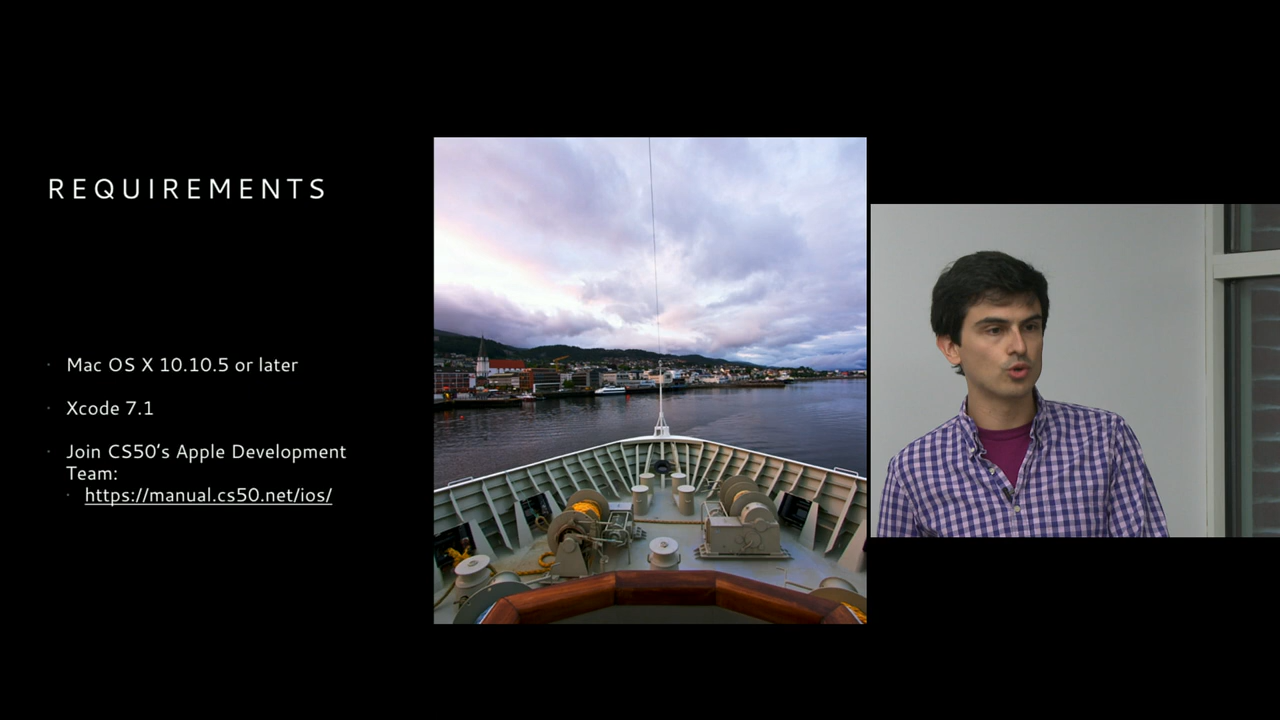 REQUIREMENTS
· Mac OS X 10.10.5 or later
· Xcode 7.1
· Join CS50’s Apple Development
Team:
· https://manual.cs50.net/ios/